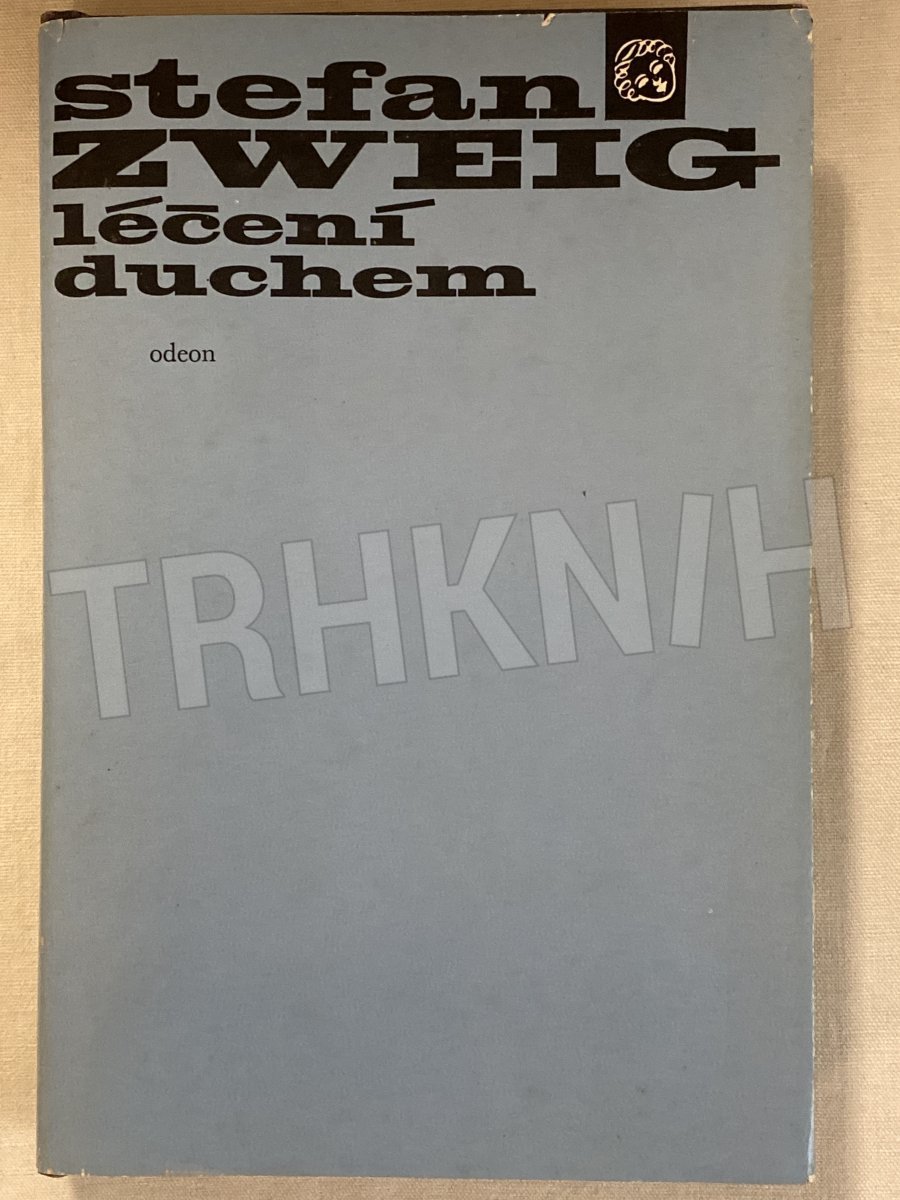 stefan
ZWEIG
léčení
duchem
odeon
TRHKNIH